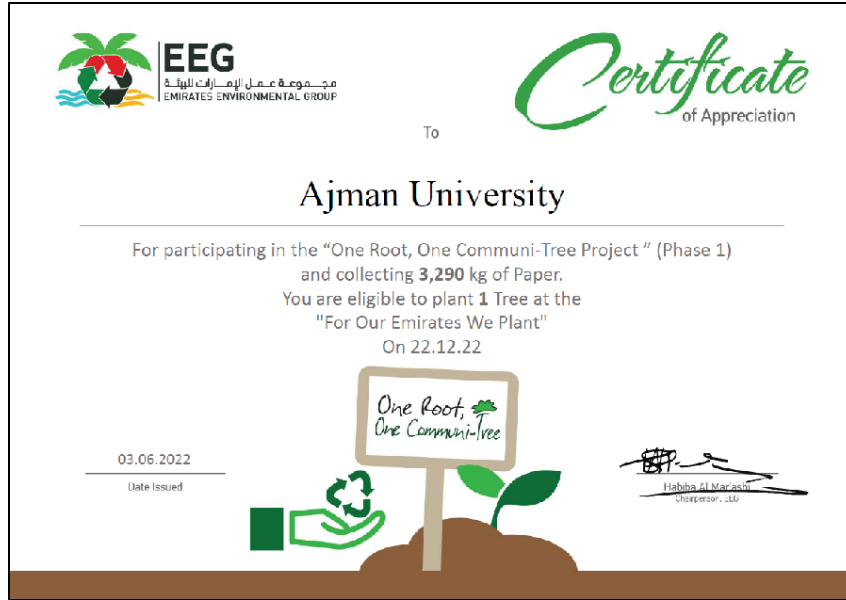 EEG
مجموعة عمل الإمارات للبيئة
EMIRATES ENVIRONMENTAL GROUP
Certificate
of Appreciation
To
Ajman University
For participating in the “One Root, One Communi-Tree Project ” (Phase 1)
and collecting 3,290 kg of Paper.
You are eligible to plant 1 Tree at the
"For Our Emirates We Plant"
On 22.12.22
One Root,
One Communi-Tree
03.06.2022
Date Issued
Habiba Al Mar'ashi
Chairperson, EEG